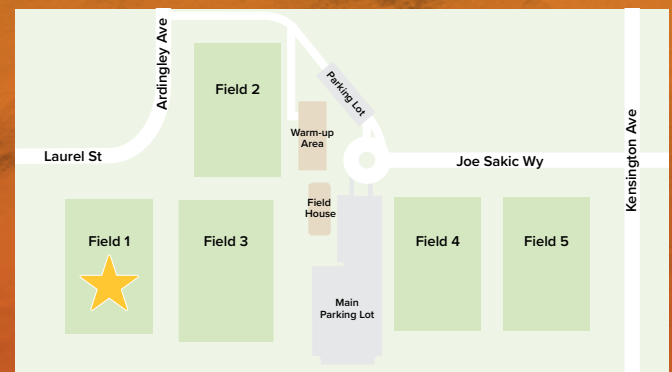 Ardingley Ave
Field 2
Parking Lot
Kensington Ave
Warm-up
Area
Laurel St
Joe Sakic Wy
Field
House
Field 1
Field 3
Field 4
Field 5
Main
Parking Lot